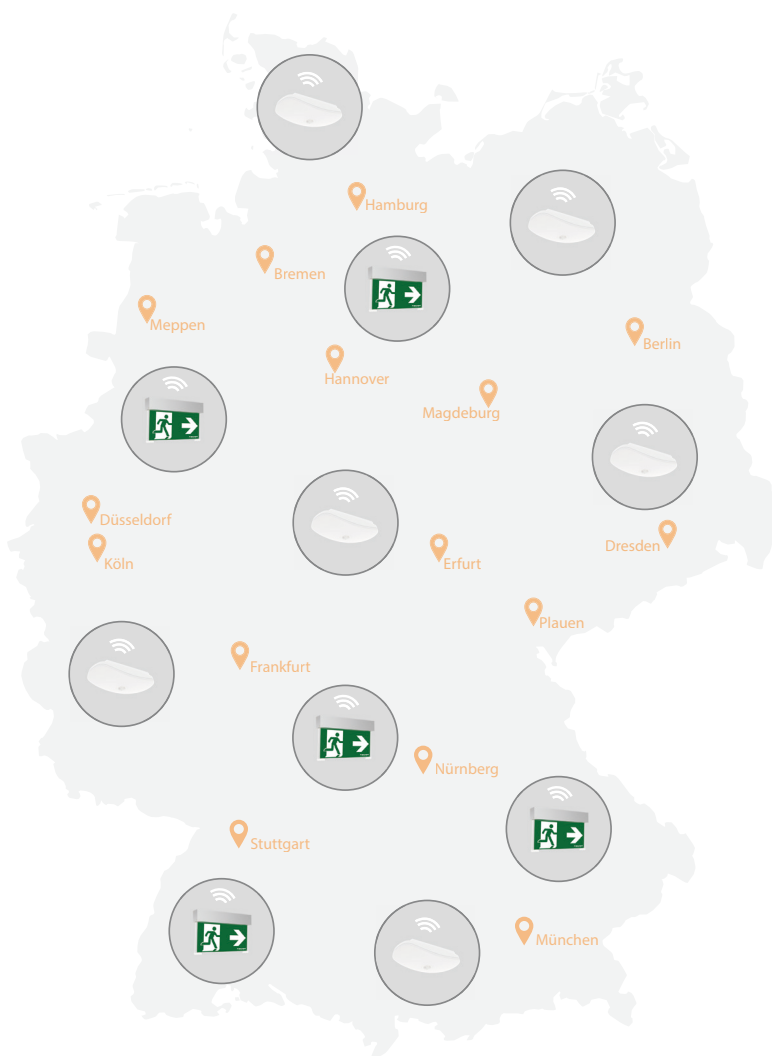 Hamburg
Bremen
Meppen
Berlin
Hannover
Magdeburg
Düsseldorf
Dresden
Köln
Erfurt
Plauen
Frankfurt
Nürnberg
Stuttgart
München